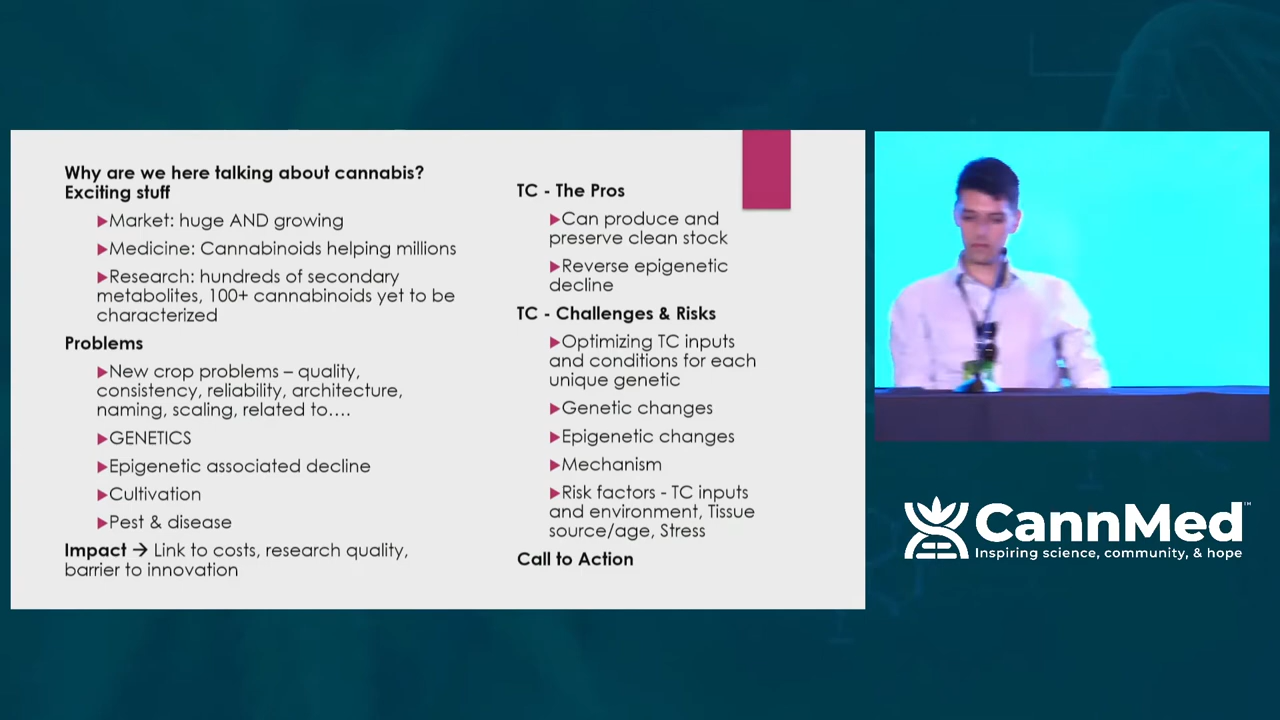 Why are we here talking about cannabis?
Exciting stuff
▶Market: huge AND growing
▶Medicine: Cannabinoids helping millions
▶Research: hundreds of secondary
metabolites, 100+ cannabinoids yet to be
characterized
Problems
▶New crop problems – quality,
consistency, reliability, architecture,
naming, scaling, related to….
▶GENETICS
▶Epigenetic associated decline
▶Cultivation
▶Pest & disease
Impact → Link to costs, research quality,
barrier to innovation
TC - The Pros
▶Can produce and
preserve clean stock
▶Reverse epigenetic
decline
TC - Challenges & Risks
▶Optimizing TC inputs
and conditions for each
unique genetic
▶Genetic changes
▶Epigenetic changes
▶Mechanism
▶Risk factors - TC inputs
and environment, Tissue
source/age, Stress
Call to Action
CannMed™
Inspiring science, community, & hope